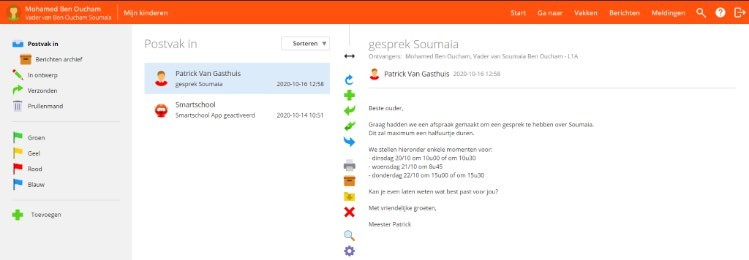 Mohamed Ben Oucham
Vader van Ben Oucham Soumaia
Mijn kinderen
Start
Ga naar
Vakken
Berichten
Meldingen
Postvak in
Berichten archief
In ontwerp
Verzonden
Prullenmand
Groen
Geel
Rood
Blauw
Toevoegen
Postvak in
Sorteren
Patrick Van Gasthuis
gesprek Soumaia
2020-10-16 12:58
Smartschool
Smartschool App geactiveerd
2020-10-14 10:51
gesprek Soumaia
Ontvangers: Mohamed Ben Oucham, Vader van Soumaia Ben Oucham - L1A
Patrick Van Gasthuis 2020-10-16 12:58
Beste ouder,
Graag hadden we een afspraak gemaakt om een gesprek te hebben over Soumaia.
Dit zal maximum een halfuurtje duren.
We stellen hieronder enkele momenten voor:
- dinsdag 20/10 om 10u00 of om 10u30
- woensdag 21/10 om 8u45
- donderdag 22/10 om 15u00 of om 15u30
Kan je even laten weten wat best past voor jou?
Met vriendelijke groeten,
Meester Patrick